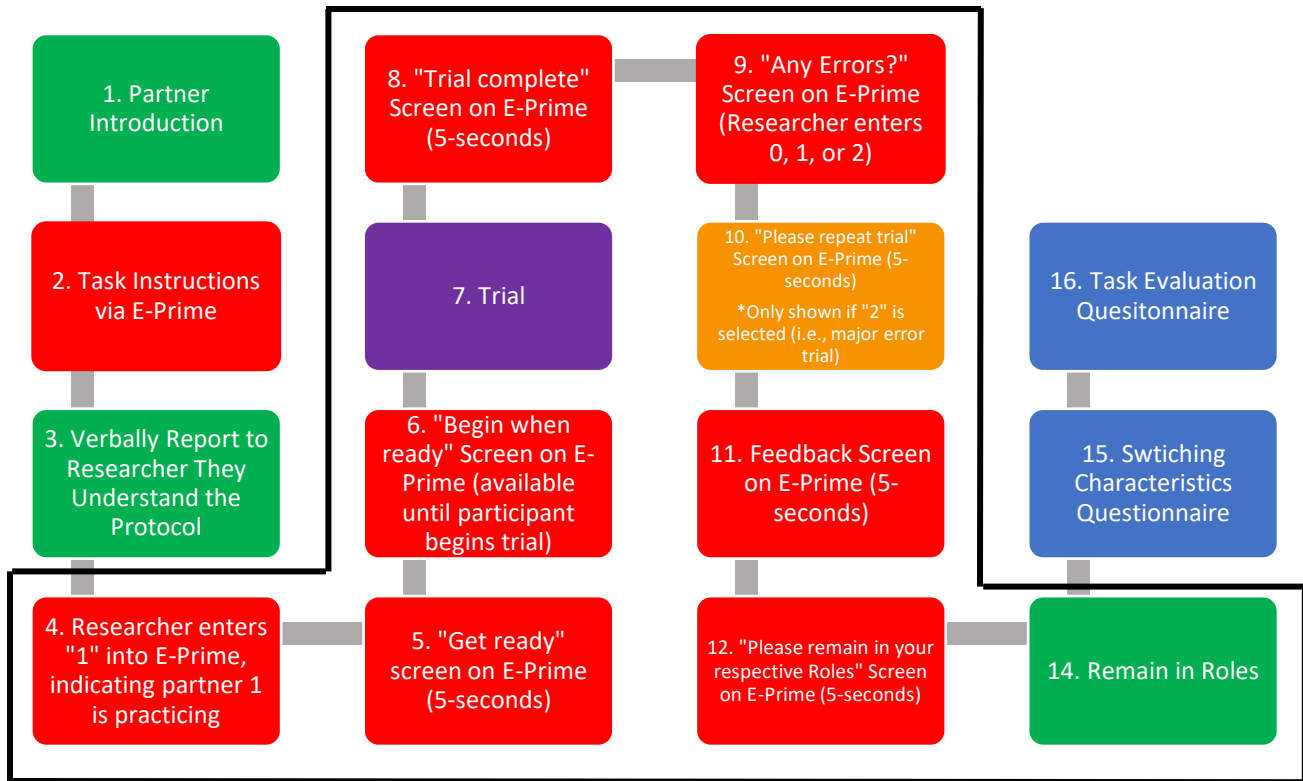 1. Partner
Introduction
2. Task Instructions
via E-Prime
3. Verbally Report to
Researcher They
Understand the
Protocol
4. Researcher enters
"1" into E-Prime,
indicating partner 1
is practicing
5. "Get ready"
screen on E-Prime
(5-seconds)
6. "Begin when
ready" Screen on E-
Prime (available
until participant
begins trial)
7. Trial
8. "Trial complete"
Screen on E-Prime
(5-seconds)
9. "Any Errors?"
Screen on E-Prime
(Researcher enters
0, 1, or 2)
10. "Please repeat trial"
Screen on E-Prime (5-
seconds)
*Only shown if "2" is
selected (i.e., major error
trial)
11. Feedback Screen
on E-Prime (5-
seconds)
12. "Please remain in your
respective Roles" Screen
on E-Prime (5-seconds)
14. Remain in Roles
15. Swtiching
Characteristics
Questionnaire
16. Task Evaluation
Quesitonnaire